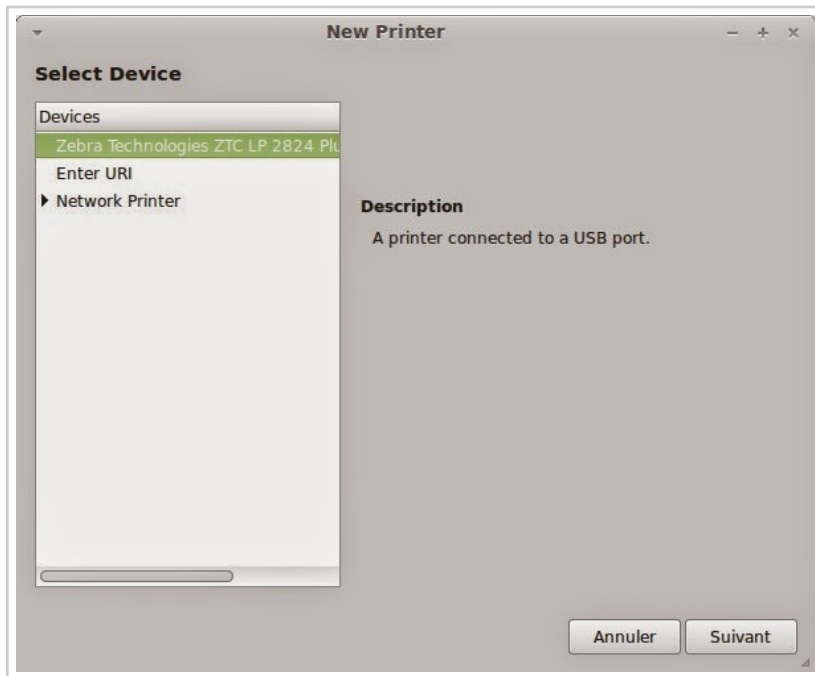 New Printer
Select Device
Devices
Zebra Technologies ZTC LP 2824 Plu
Enter URI
Network Printer
Description
A printer connected to a USB port.
Annuler
Suivant